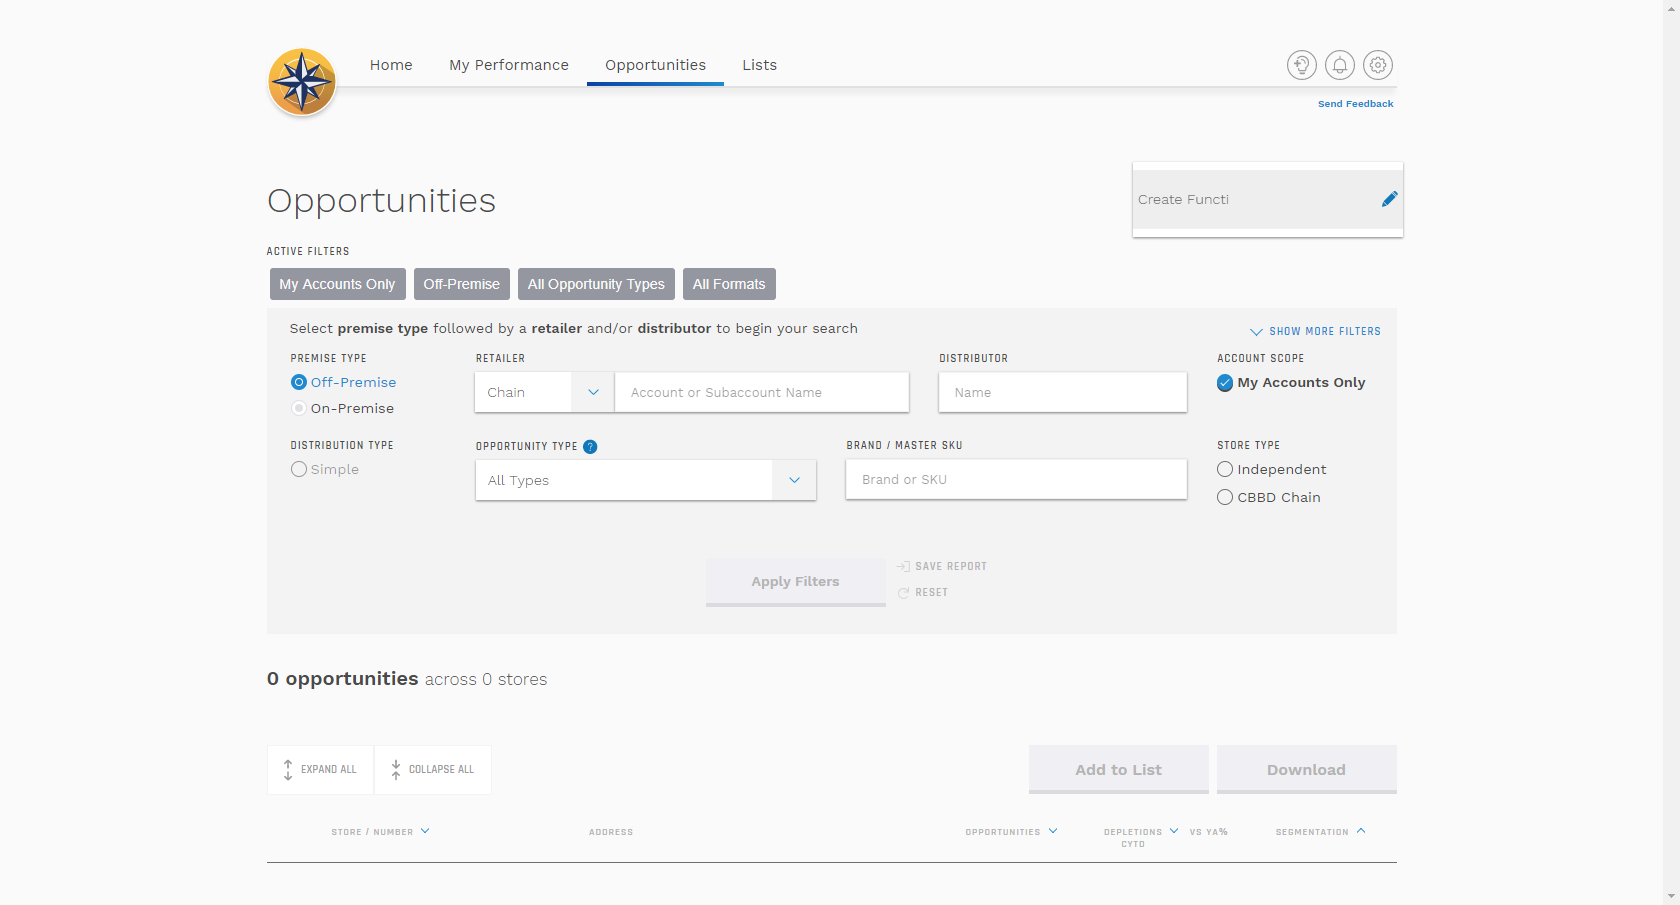 Home My Performance Opportunities Lists
Send Feedback
Opportunities
Create Functi
ACTIVE FILTERS
My Accounts Only Off-Premise All Opportunity Types All Formats
Select premise type followed by a retailer and/or distributor to begin your search
SHOW MORE FILTERS
PREMISE TYPE RETAILER DISTRIBUTOR ACCOUNT SCOPE
Off-Premise Chain Account or Subaccount Name Name My Accounts Only
On-Premise
DISTRIBUTION TYPE OPPORTUNITY TYPE ? BRAND / MASTER SKU STORE TYPE
Simple All Types Brand or SKU Independent
CBBD Chain
Apply Filters SAVE REPORT
RESET
0 opportunities across 0 stores
EXPAND ALL COLLAPSE ALL Add to List Download
STORE / NUMBER ADDRESS OPPORTUNITIES DEPLETIONS VS YA% SEGMENTATION
CYTD